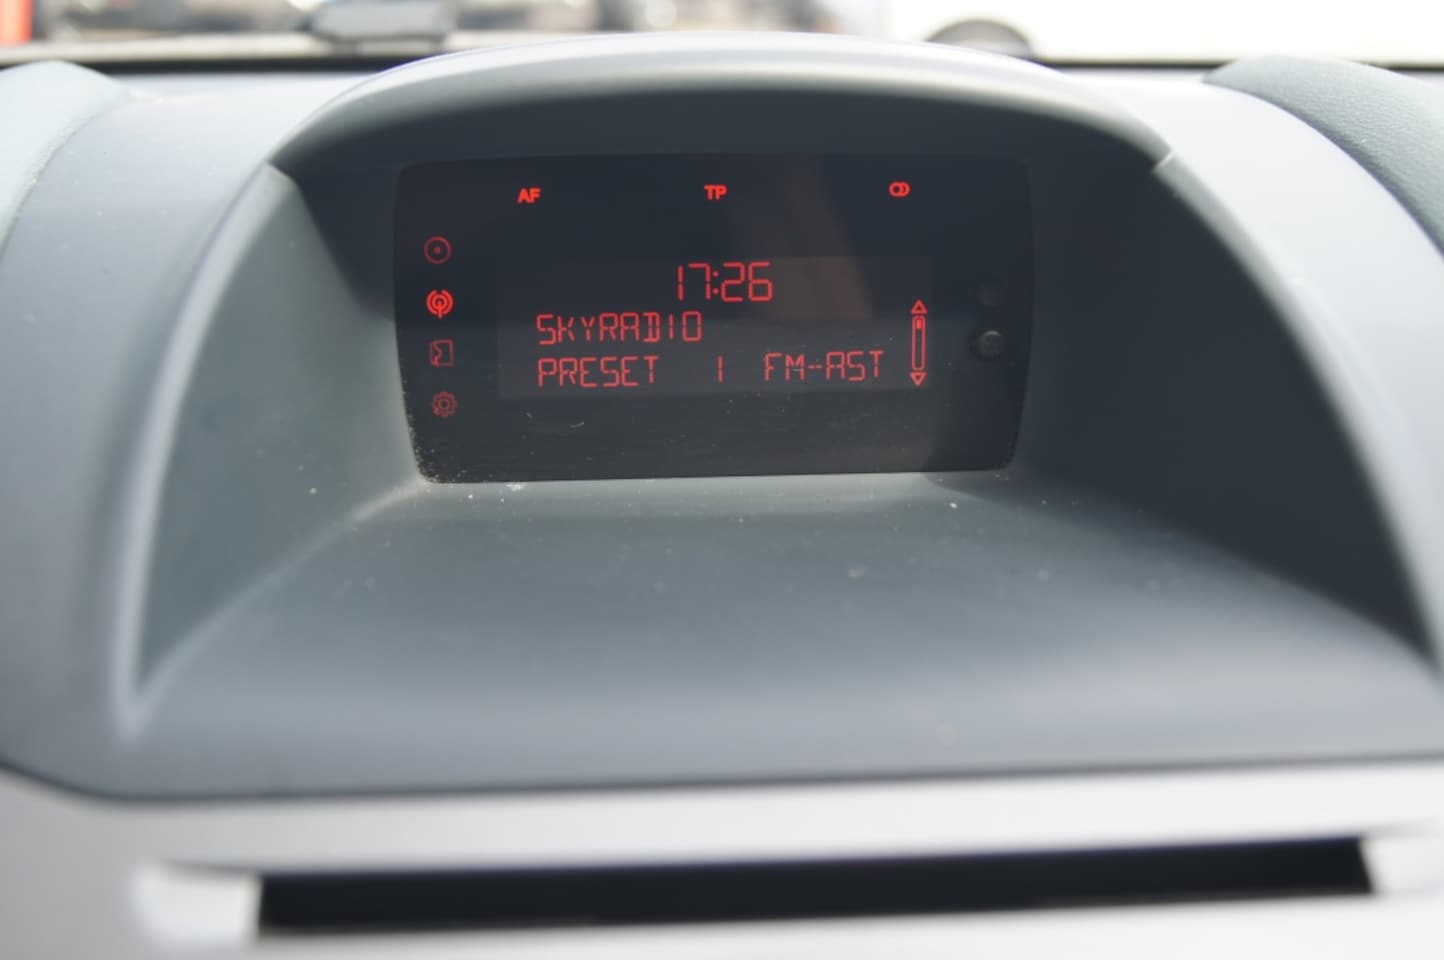 AF TP
17:26
SKYRADIO
PRESET 1 FM-AST